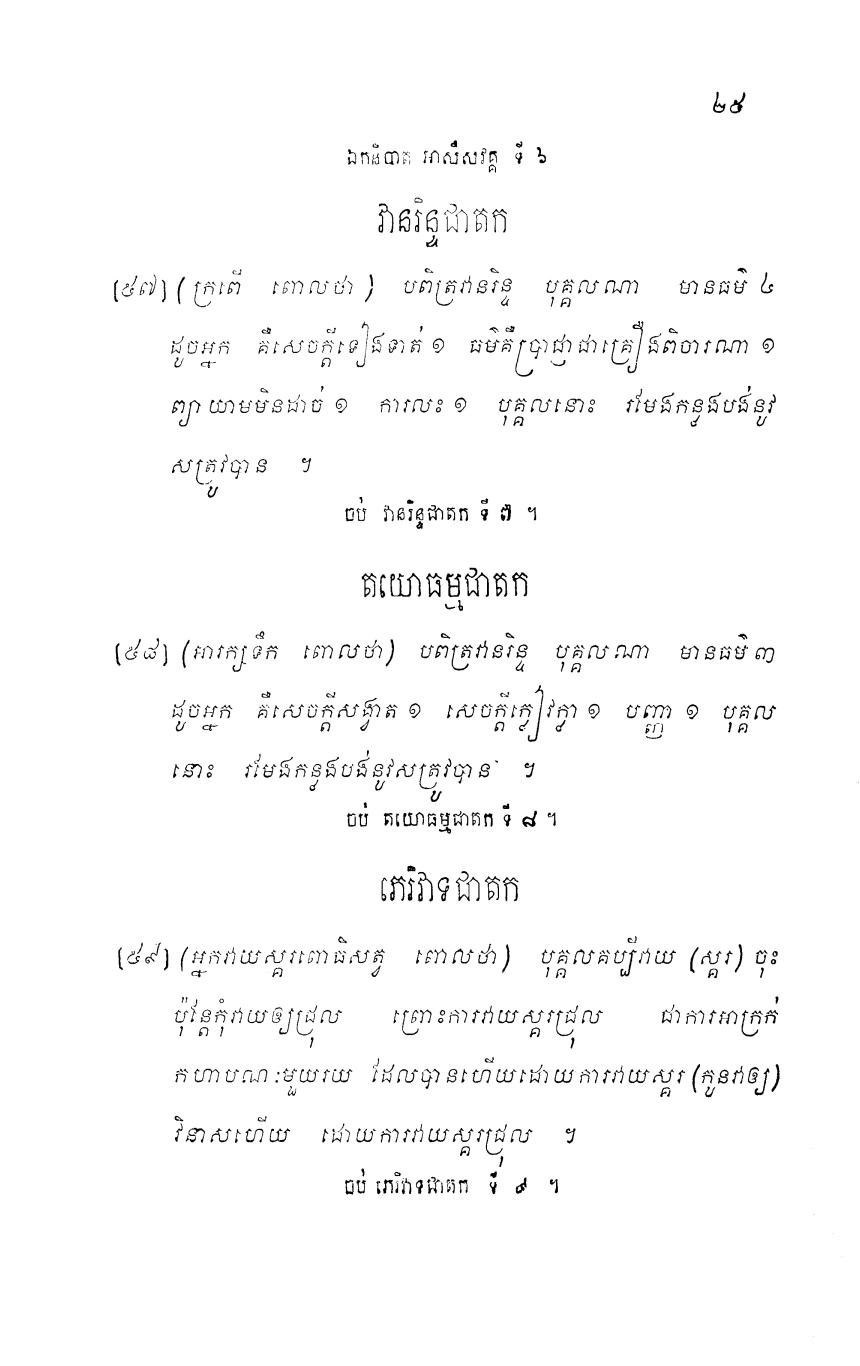 ២៥
ឯកនិបាត អាសឹសវគ្គ ទី ៦
វានរិន្ទជាតក
[៥៧] (ក្រពើ ពោលថា) បពិត្រវានរិន្ទ បុគ្គលណា មានធម៌ ៤
ដូចអ្នក គឺសេចក្តីទៀងទាត់ ១ ធម៌គឺប្រាជ្ញាជាគ្រឿងពិចារណា ១
ព្យាយាមមិនដាច់ ១ ការលះ ១ បុគ្គលនោះ រមែងកន្លងបង់នូវ
សត្រូវបាន ។
ចប់ វានរិន្ទជាតក ទី ៧ ។
តយោធម្មជាតក
[៥៨] (អារក្សទឹក ពោលថា) បពិត្រវានរិន្ទ បុគ្គលណា មានធម៌ ៣
ដូចអ្នក គឺសេចក្តីសង្វាត ១ សេចក្តីក្លៀវក្លា ១ បញ្ញា ១ បុគ្គល
នោះ រមែងកន្លងបង់នូវសត្រូវបាន ។
ចប់ តយោធម្មជាតក ទី ៨ ។
ភេរិវាទជាតក
[៥៩] (អ្នកវាយស្គរពោធិសត្វ ពោលថា) បុគ្គលគប្បីវាយ (ស្គរ) ចុះ
ប៉ុន្តែកុំវាយឲ្យជ្រុល ព្រោះការវាយស្គរជ្រុល ជាការអាក្រក់
កហាបណៈមួយរយ ដែលបានហើយដោយការវាយស្គរ (កូនវាឲ្យ)
វិនាសហើយ ដោយការវាយស្គរជ្រុល ។
ចប់ ភេរិវាទជាតក ទី ៩ ។